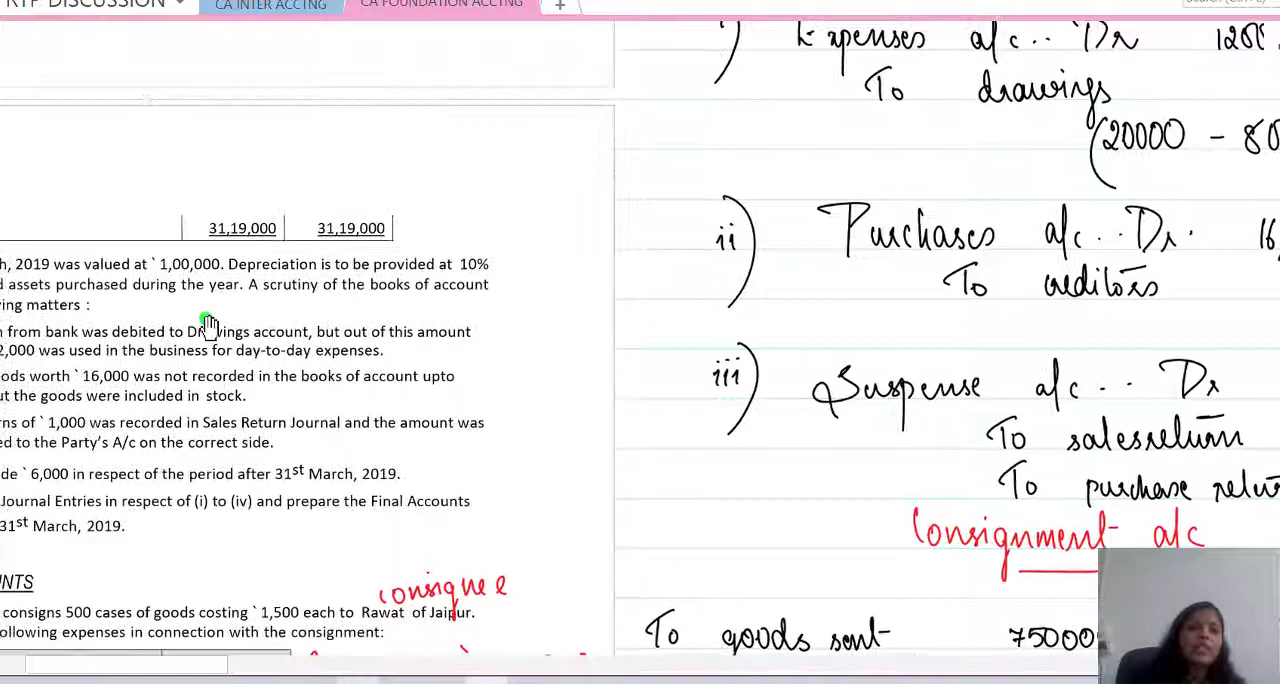 RTP DISCUSSION
CA INTER ACCTNG
CA FOUNDATION ACCTNG
+
31,19,000 31,19,000
h, 2019 was valued at ` 1,00,000. Depreciation is to be provided at 10%
d assets purchased during the year. A scrutiny of the books of account
ving matters :
n from bank was debited to Drawings account, but out of this amount
2,000 was used in the business for day-to-day expenses.
ods worth ` 16,000 was not recorded in the books of account upto
ut the goods were included in stock.
rns of ` 1,000 was recorded in Sales Return Journal and the amount was
ed to the Party's A/c on the correct side.
de ` 6,000 in respect of the period after 31st March, 2019.
Journal Entries in respect of (i) to (iv) and prepare the Final Accounts
31st March, 2019.
consignee
NTS
consigns 500 cases of goods costing ` 1,500 each to Rawat of Jaipur.
ollowing expenses in connection with the consignment:
i) Expenses a/c .. Dr
To drawings
(20000 - 80
ii) Purchases a/c .. Dr. 16,
To creditors
iii) Suspense a/c ... Dr
To salesreturn
To purchase retu
Consignment a/c
To goods sent 75000